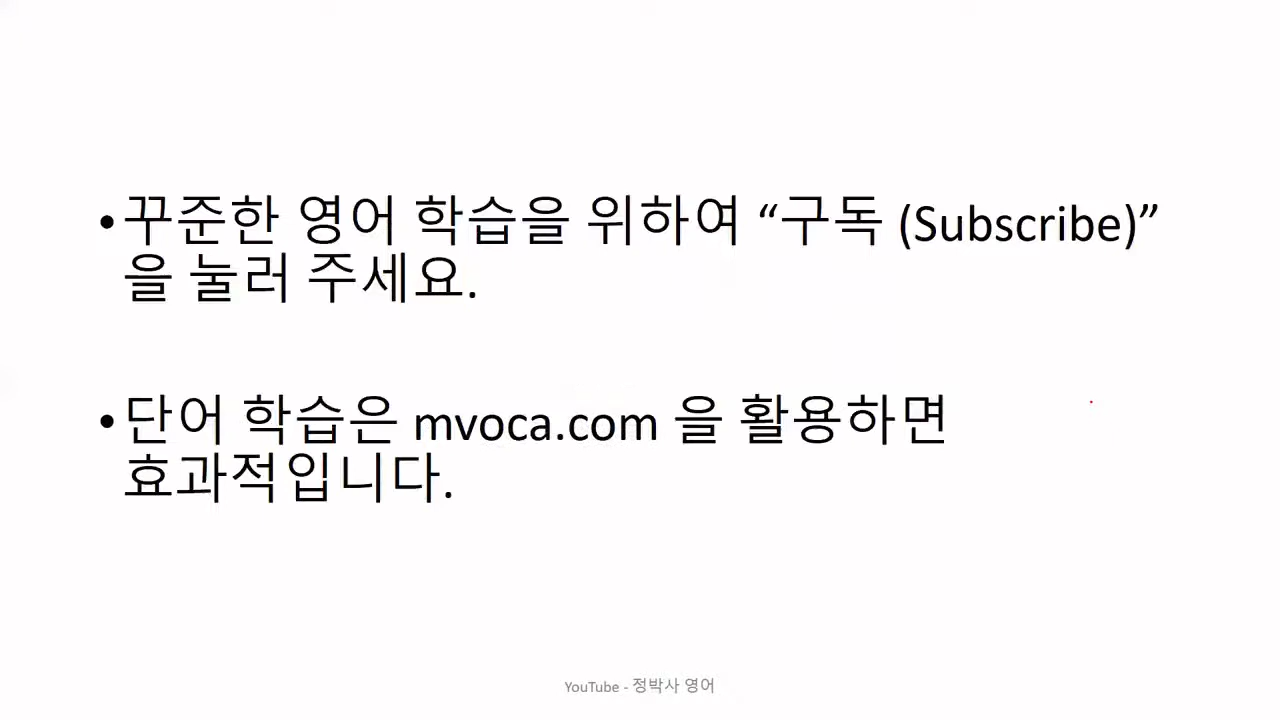 •꾸준한 영어 학습을 위하여 “구독 (Subscribe)”
을 눌러 주세요.
•단어 학습은 mvoca.com 을 활용하면
효과적입니다.
YouTube - 정박사 영어